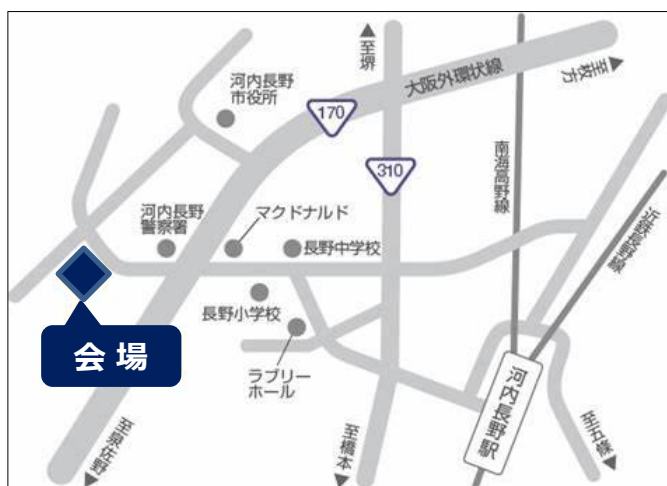 至堺
大阪外環状線
至枚方
河内長野
市役所
170
310
南海高野線
近鉄長野線
河内長野
警察署
マクドナルド
長野中学校
長野小学校
会場
ラブリー
ホール
河内長野駅
至泉佐野
至橋本
至五條